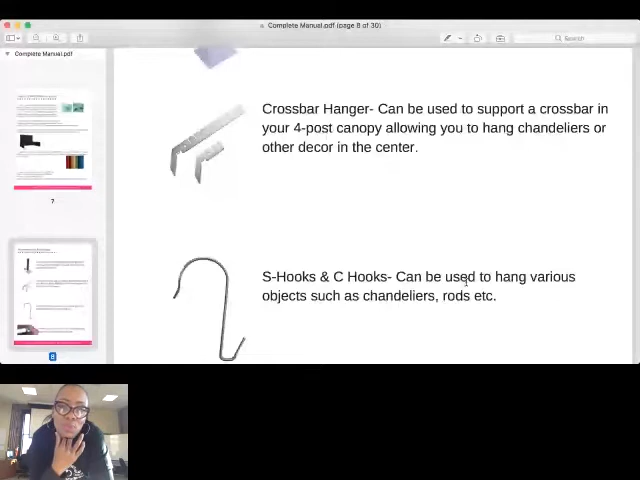 Complete Manual.pdf (page 8 of 30)
Search
Complete Manual.pdf
Crossbar Hanger- Can be used to support a crossbar in
your 4-post canopy allowing you to hang chandeliers or
other decor in the center.
7
S-Hooks & C Hooks- Can be used to hang various
objects such as chandeliers, rods etc.
8